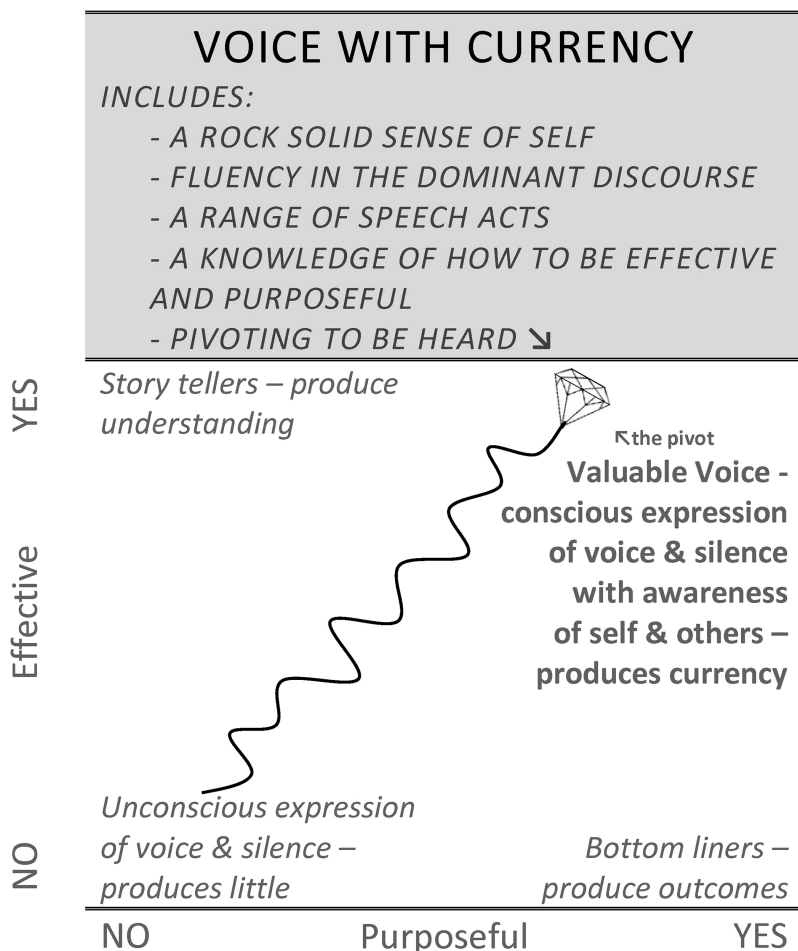 VOICE WITH CURRENCY
INCLUDES:
- A ROCK SOLID SENSE OF SELF
- FLUENCY IN THE DOMINANT DISCOURSE
- A RANGE OF SPEECH ACTS
- A KNOWLEDGE OF HOW TO BE EFFECTIVE
AND PURPOSEFUL
- PIVOTING TO BE HEARD ↘
YES
Story tellers – produce
understanding
↖the pivot
Valuable Voice -
conscious expression
of voice & silence
with awareness
of self & others –
produces currency
Effective
Unconscious expression
of voice & silence –
produces little
NO
Bottom liners –
produce outcomes
NO Purposeful YES